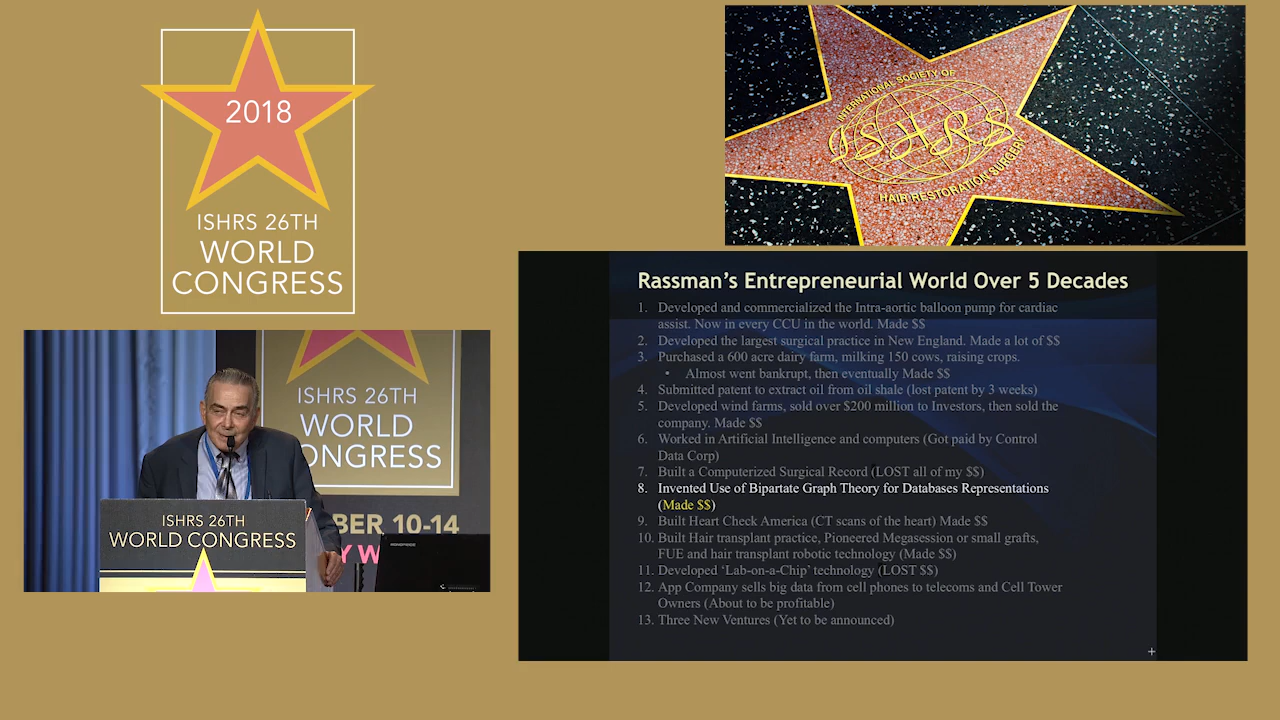 2018
ISHRS 26TH
WORLD
CONGRESS
INTERNATIONAL SOCIETY OF
ISHRS
HAIR RESTORATION SURGERY
ISHRS 26TH
WORLD
ONGRESS
BER 10-14
Y W
ISHRS 26TH
WORLD CONGRESS
Rassman's Entrepreneurial World Over 5 Decades
1. Developed and commercialized the Intra-aortic balloon pump for cardiac
assist. Now in every CCU in the world. Made $$
2. Developed the largest surgical practice in New England. Made a lot of $$
3. Purchased a 600 acre dairy farm, milking 150 cows, raising crops.
▪ Almost went bankrupt, then eventually Made $$
4. Submitted patent to extract oil from oil shale (lost patent by 3 weeks)
5. Developed wind farms, sold over $200 million to Investors, then sold the
company. Made $$
6. Worked in Artificial Intelligence and computers (Got paid by Control
Data Corp)
7. Built a Computerized Surgical Record (LOST all of my $$)
8. Invented Use of Bipartate Graph Theory for Databases Representations
(Made $$)
9. Built Heart Check America (CT scans of the heart) Made $$
10. Built Hair transplant practice, Pioneered Megasession or small grafts,
FUE and hair transplant robotic technology (Made $$)
11. Developed 'Lab-on-a-Chip' technology (LOST $$)
12. App Company sells big data from cell phones to telecoms and Cell Tower
Owners (About to be profitable)
13. Three New Ventures (Yet to be announced)